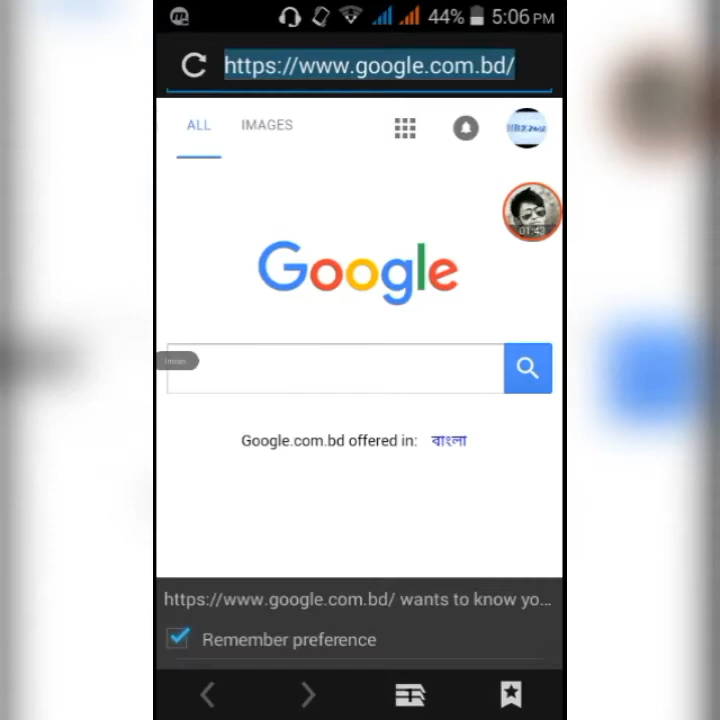 44% 5:06 PM
https://www.google.com.bd/
ALL IMAGES
01:43
Google
Google.com.bd offered in: বাংলা
https://www.google.com.bd/ wants to know yo...
Remember preference